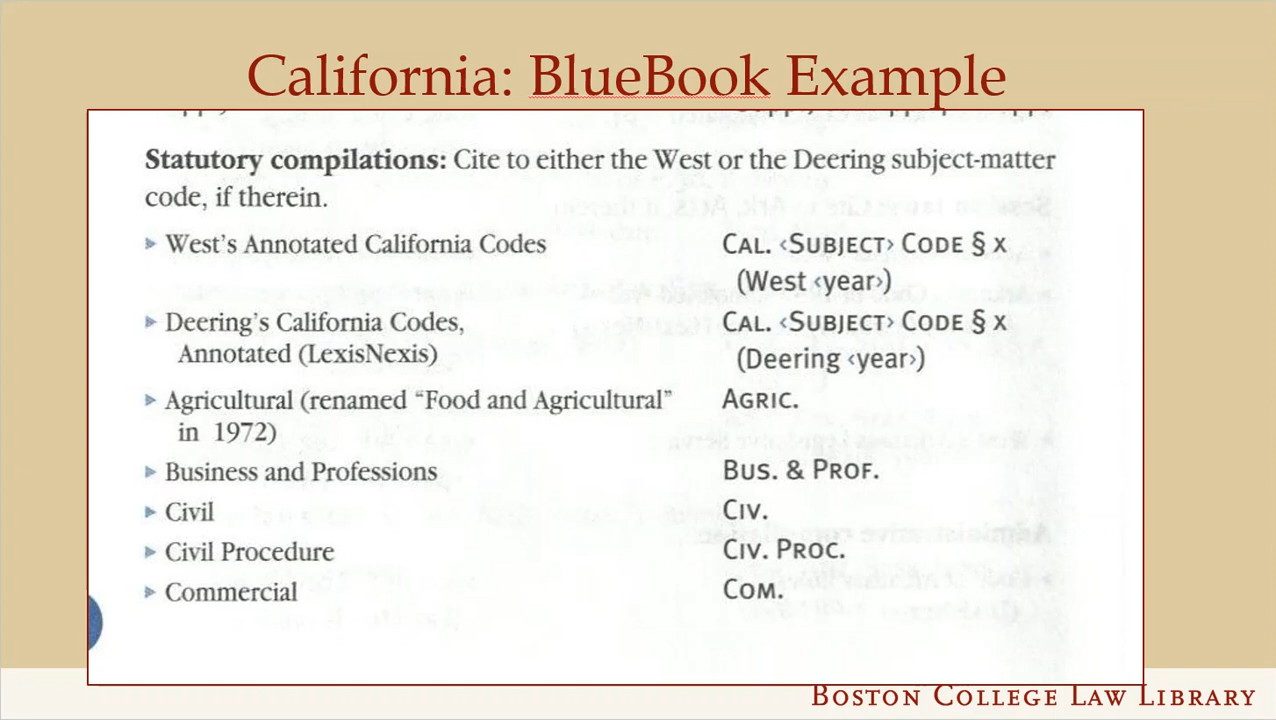 California: BlueBook Example
Statutory compilations: Cite to either the West or the Deering subject-matter
code, if therein.
West's Annotated California Codes CAL. ‹SUBJECT› CODE § X
(West ‹year›)
Deering's California Codes, CAL. ‹SUBJECT› CODE § X
Annotated (LexisNexis) (Deering ‹year›)
Agricultural (renamed “Food and Agricultural” AGRIC.
in 1972)
Business and Professions BUS. & PROF.
Civil CIV.
Civil Procedure CIV. PROC.
Commercial COM.
BOSTON COLLEGE LAW LIBRARY